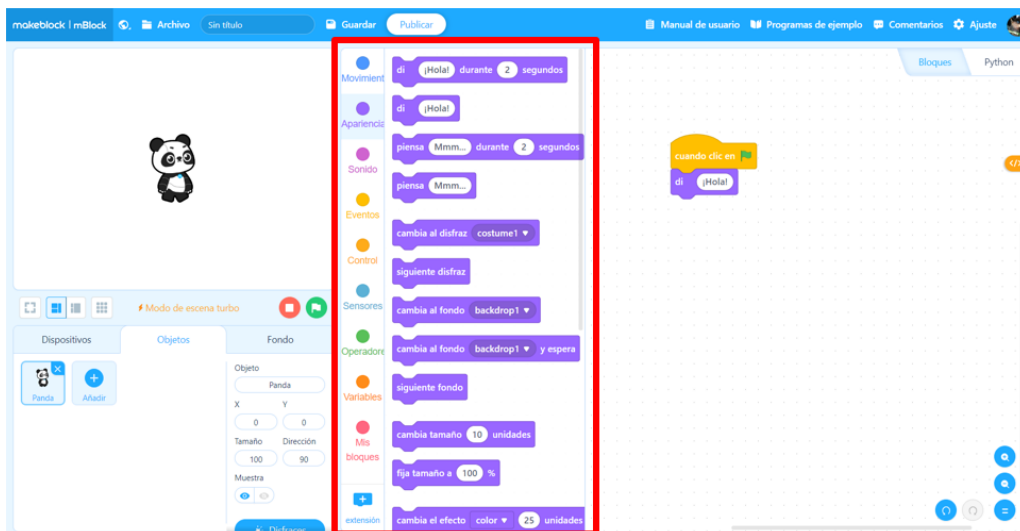 makeblock | mBlock Archivo Sin título Guardar Publicar Manual de usuario Programas de ejemplo Comentarios Ajuste
Modo de escena turbo
Dispositivos Objetos Fondo
Panda
Añadir
Objeto
Panda
X Y
0 0
Tamaño Dirección
100 90
Muestra
Disfraces
Movimient
Apariencia
Sonido
Eventos
Control
Sensores
Operadore
Variables
Mis
bloques
extensión
di ¡Hola! durante 2 segundos
di ¡Hola!
piensa Mmm... durante 2 segundos
piensa Mmm...
cambia al disfraz costume1
siguiente disfraz
cambia al fondo backdrop1
cambia al fondo backdrop1 y espera
siguiente fondo
cambia tamaño 10 unidades
fija tamaño a 100 %
cambia el efecto color 25 unidades
Bloques Python
cuando clic en
di ¡Hola!